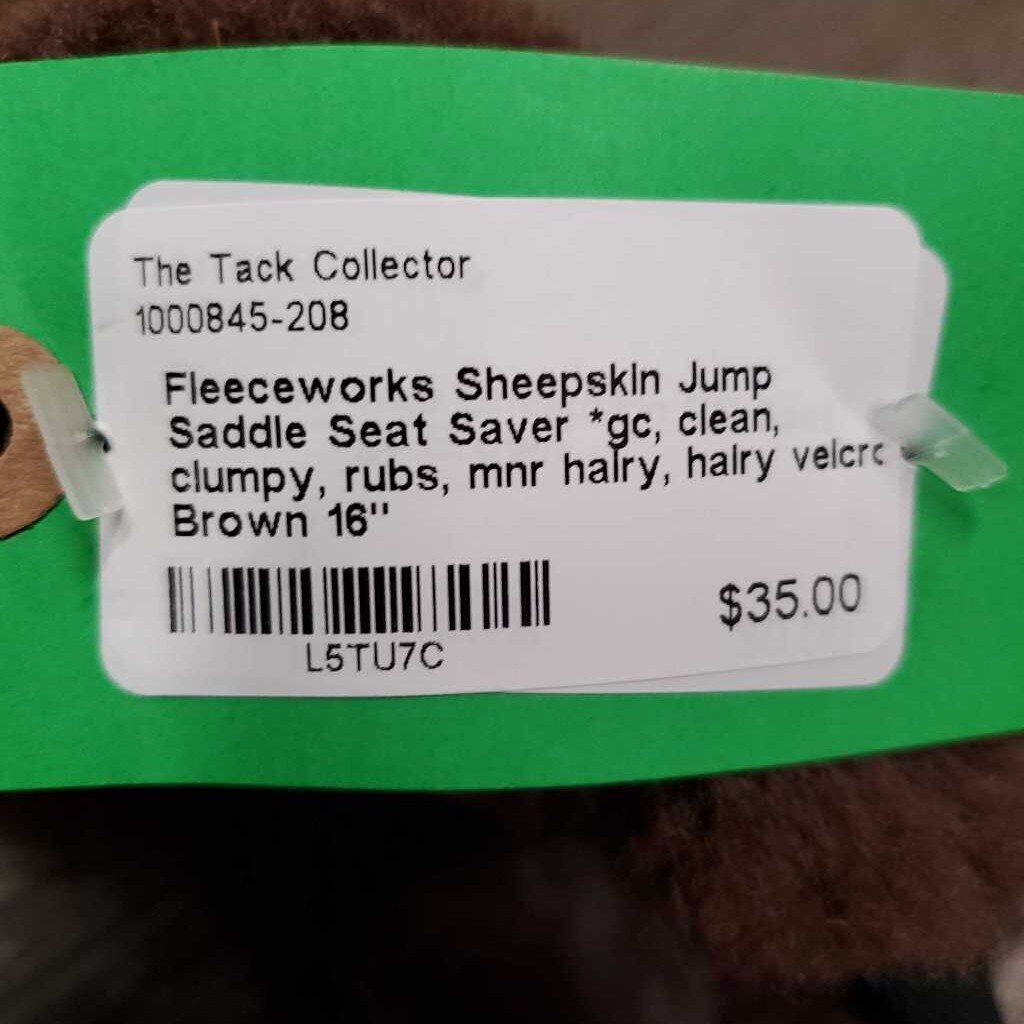 The Tack Collector
1000845-208
Fleeceworks Sheepskin Jump
Saddle Seat Saver *gc, clean,
clumpy, rubs, mnr hairy, hairy velcro
Brown 16"
$35.00
L5TU7C